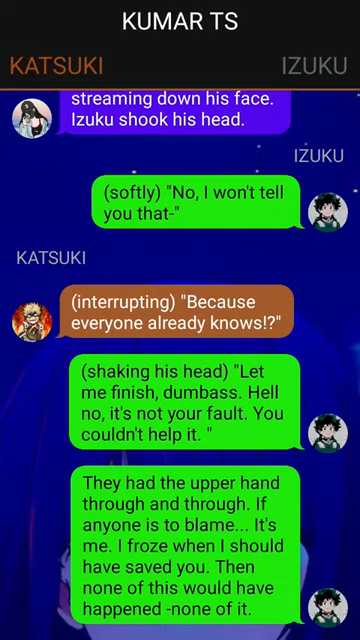 KUMAR TS
KATSUKI
IZUKU
streaming down his face.
Izuku shook his head.
IZUKU
(softly) "No, I won't tell
you that-"
KATSUKI
(interrupting) "Because
everyone already knows!?"
(shaking his head) "Let
me finish, dumbass. Hell
no, it's not your fault. You
couldn't help it. "
They had the upper hand
through and through. If
anyone is to blame... It's
me. I froze when I should
have saved you. Then
none of this would have
happened -none of it.